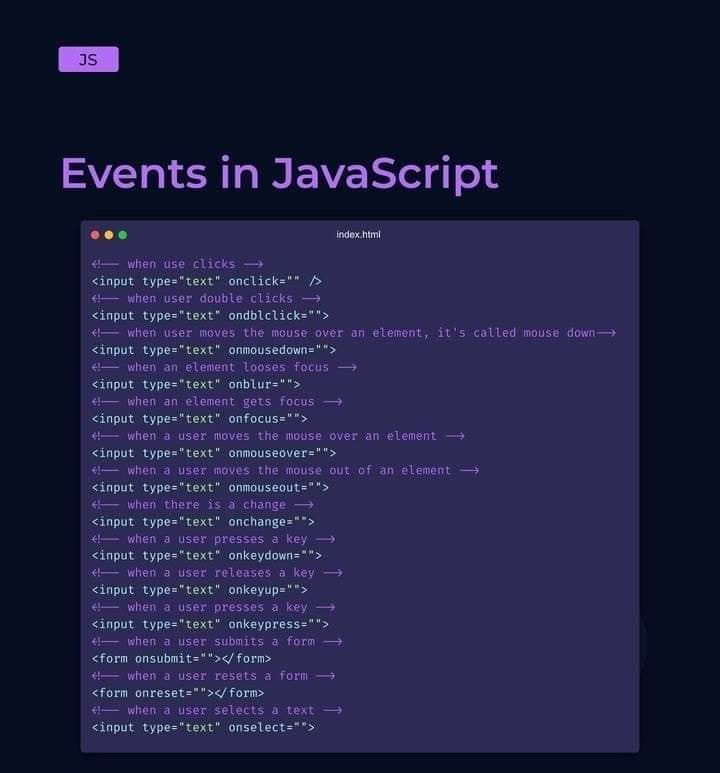 JS
Events in JavaScript
index.html
<!-- when use clicks -->
<input type="text" onclick="" />
<!-- when user double clicks -->
<input type="text" ondblclick="">
<!-- when user moves the mouse over an element, it's called mouse down-->
<input type="text" onmousedown="">
<!-- when an element looses focus -->
<input type="text" onblur="">
<!-- when an element gets focus -->
<input type="text" onfocus="">
<!-- when a user moves the mouse over an element -->
<input type="text" onmouseover="">
<!-- when a user moves the mouse out of an element -->
<input type="text" onmouseout="">
<!-- when there is a change -->
<input type="text" onchange="">
<!-- when a user presses a key -->
<input type="text" onkeydown="">
<!-- when a user releases a key -->
<input type="text" onkeyup="">
<!-- when a user presses a key -->
<input type="text" onkeypress="">
<!-- when a user submits a form -->
<form onsubmit=""></form>
<!-- when a user resets a form -->
<form onreset=""></form>
<!-- when a user selects a text -->
<input type="text" onselect="">